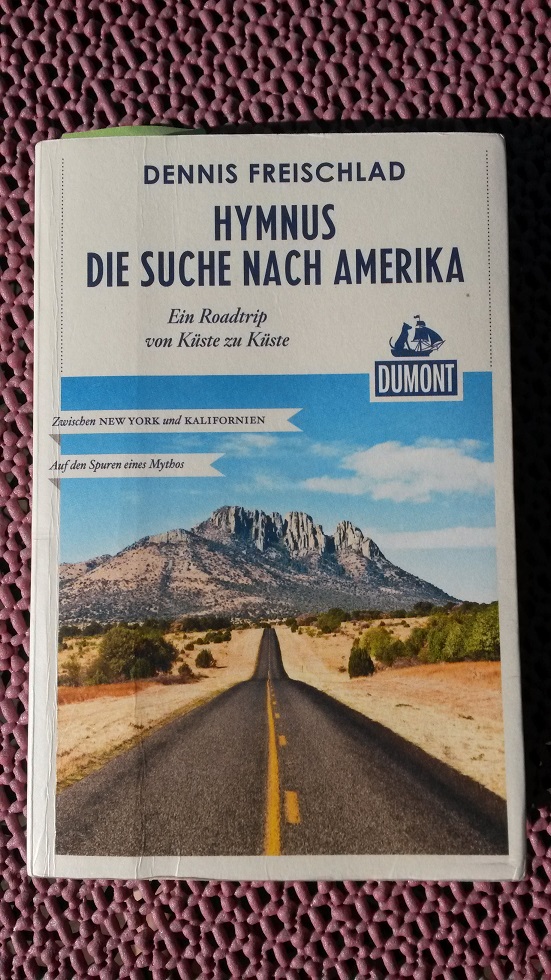 DENNIS FREISCHLAD
HYMNUS
DIE SUCHE NACH AMERIKA
Ein Roadtrip
von Küste zu Küste
DUMONT
Zwischen NEW YORK und KALIFORNIEN
Auf den Spuren eines Mythos